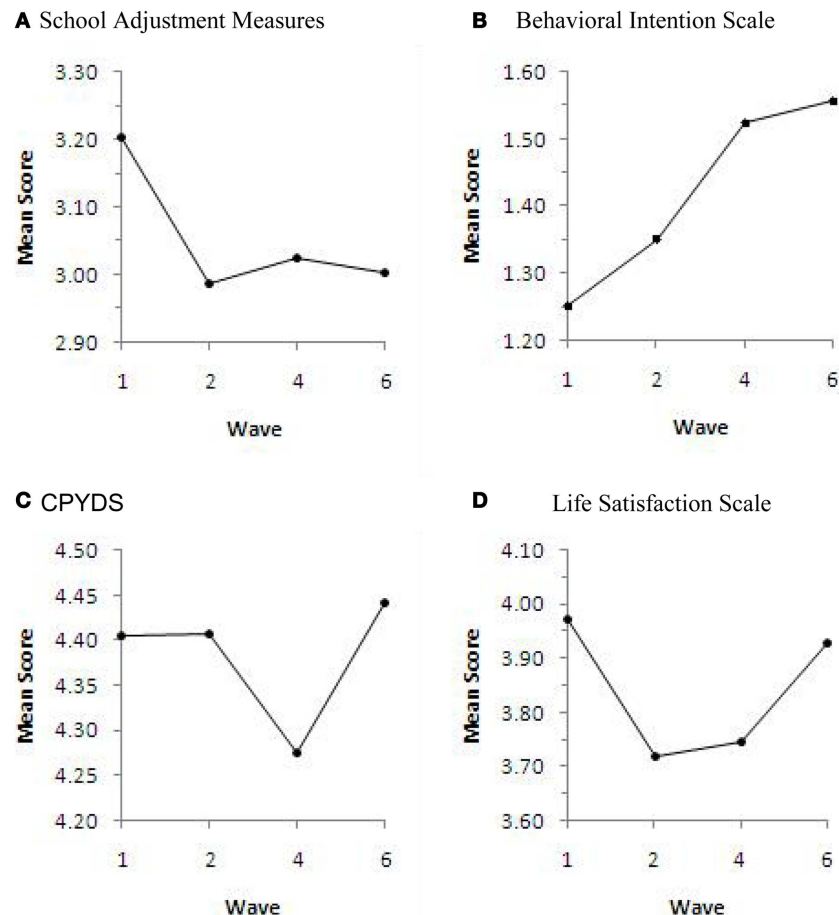 A School Adjustment Measures
3.30
3.20
3.10
3.00
2.90
Mean Score
1 2 4 6
Wave
B Behavioral Intention Scale
1.60
1.50
1.40
1.30
1.20
Mean Score
1 2 4 6
Wave
C CPYDS
4.50
4.45
4.40
4.35
4.30
4.25
4.20
Mean Score
1 2 4 6
Wave
D Life Satisfaction Scale
4.10
4.00
3.90
3.80
3.70
3.60
Mean Score
1 2 4 6
Wave